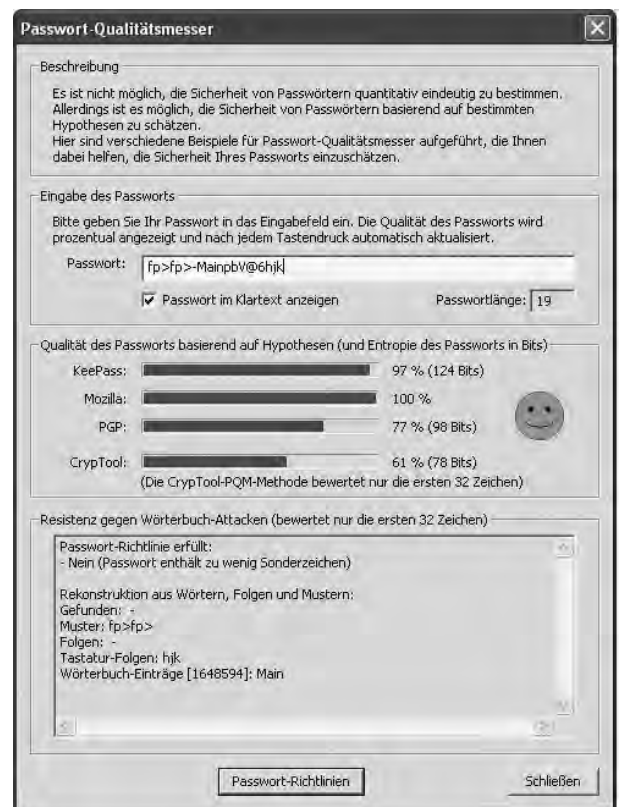 Passwort-Qualitätsmesser
Beschreibung
Es ist nicht möglich, die Sicherheit von Passwörtern quantitativ eindeutig zu bestimmen.
Allerdings ist es möglich, die Sicherheit von Passwörtern basierend auf bestimmten
Hypothesen zu schätzen.
Hier sind verschiedene Beispiele für Passwort-Qualitätsmesser aufgeführt, die Ihnen
dabei helfen, die Sicherheit Ihres Passworts einzuschätzen.
Eingabe des Passworts
Bitte geben Sie Ihr Passwort in das Eingabefeld ein. Die Qualität des Passworts wird
prozentual angezeigt und nach jedem Tastendruck automatisch aktualisiert.
Passwort: fp>fp>-MainpbV@6hjk
Passwort im Klartext anzeigen Passwortlänge: 19
Qualität des Passworts basierend auf Hypothesen (und Entropie des Passworts in Bits)
KeePass: 97 % (124 Bits)
Mozilla: 100 %
PGP: 77 % (98 Bits)
CrypTool: 61 % (78 Bits)
(Die CrypTool-PQM-Methode bewertet nur die ersten 32 Zeichen)
Resistenz gegen Wörterbuch-Attacken (bewertet nur die ersten 32 Zeichen)
Passwort-Richtlinie erfüllt:
- Nein (Passwort enthält zu wenig Sonderzeichen)
Rekonstruktion aus Wörtern, Folgen und Mustern:
Gefunden: -
Muster: fp>fp>
Folgen: -
Tastatur-Folgen: hjk
Wörterbuch-Einträge [1648594]: Main
Passwort-Richtlinien Schließen